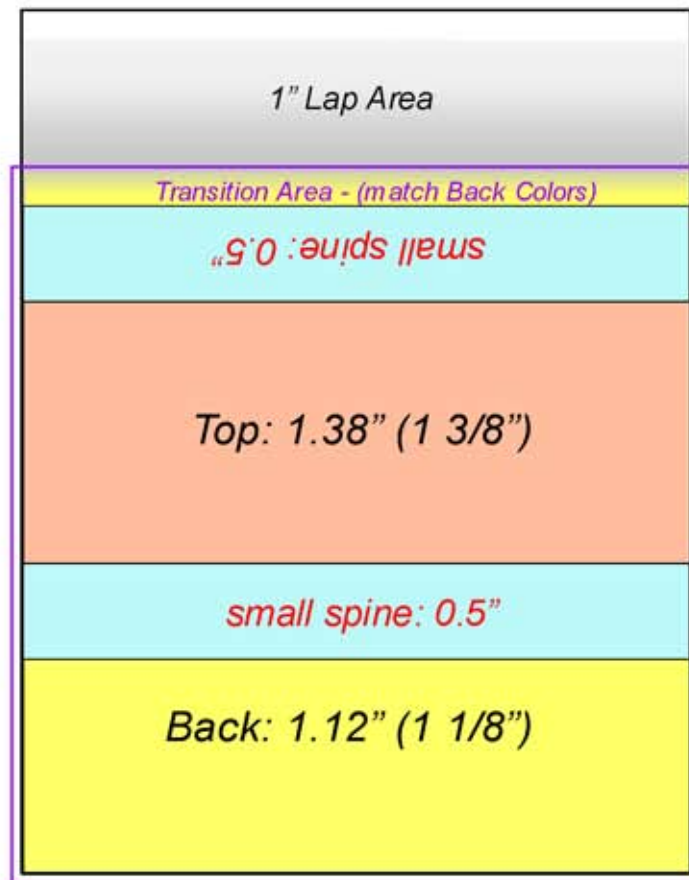 1” Lap Area
Transition Area - (match Back Colors)
small spine: 0.5”
Top: 1.38” (1 3/8”)
small spine: 0.5”
Back: 1.12” (1 1/8”)